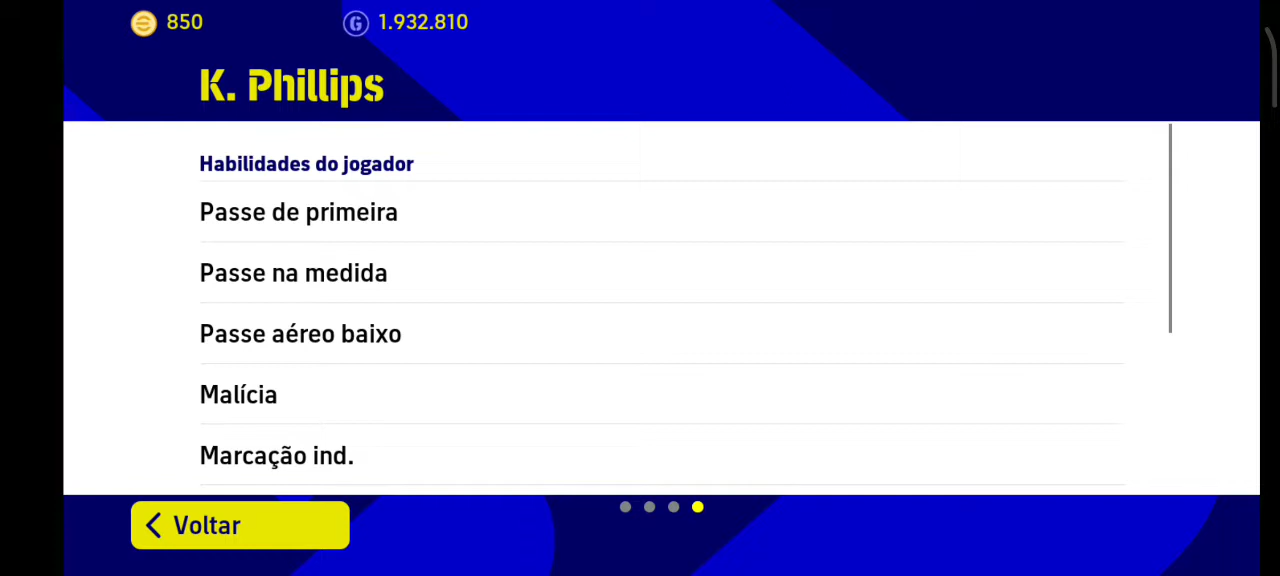 850
1.932.810
K. Phillips
Habilidades do jogador
Passe de primeira
Passe na medida
Passe aéreo baixo
Malícia
Marcação ind.
Voltar